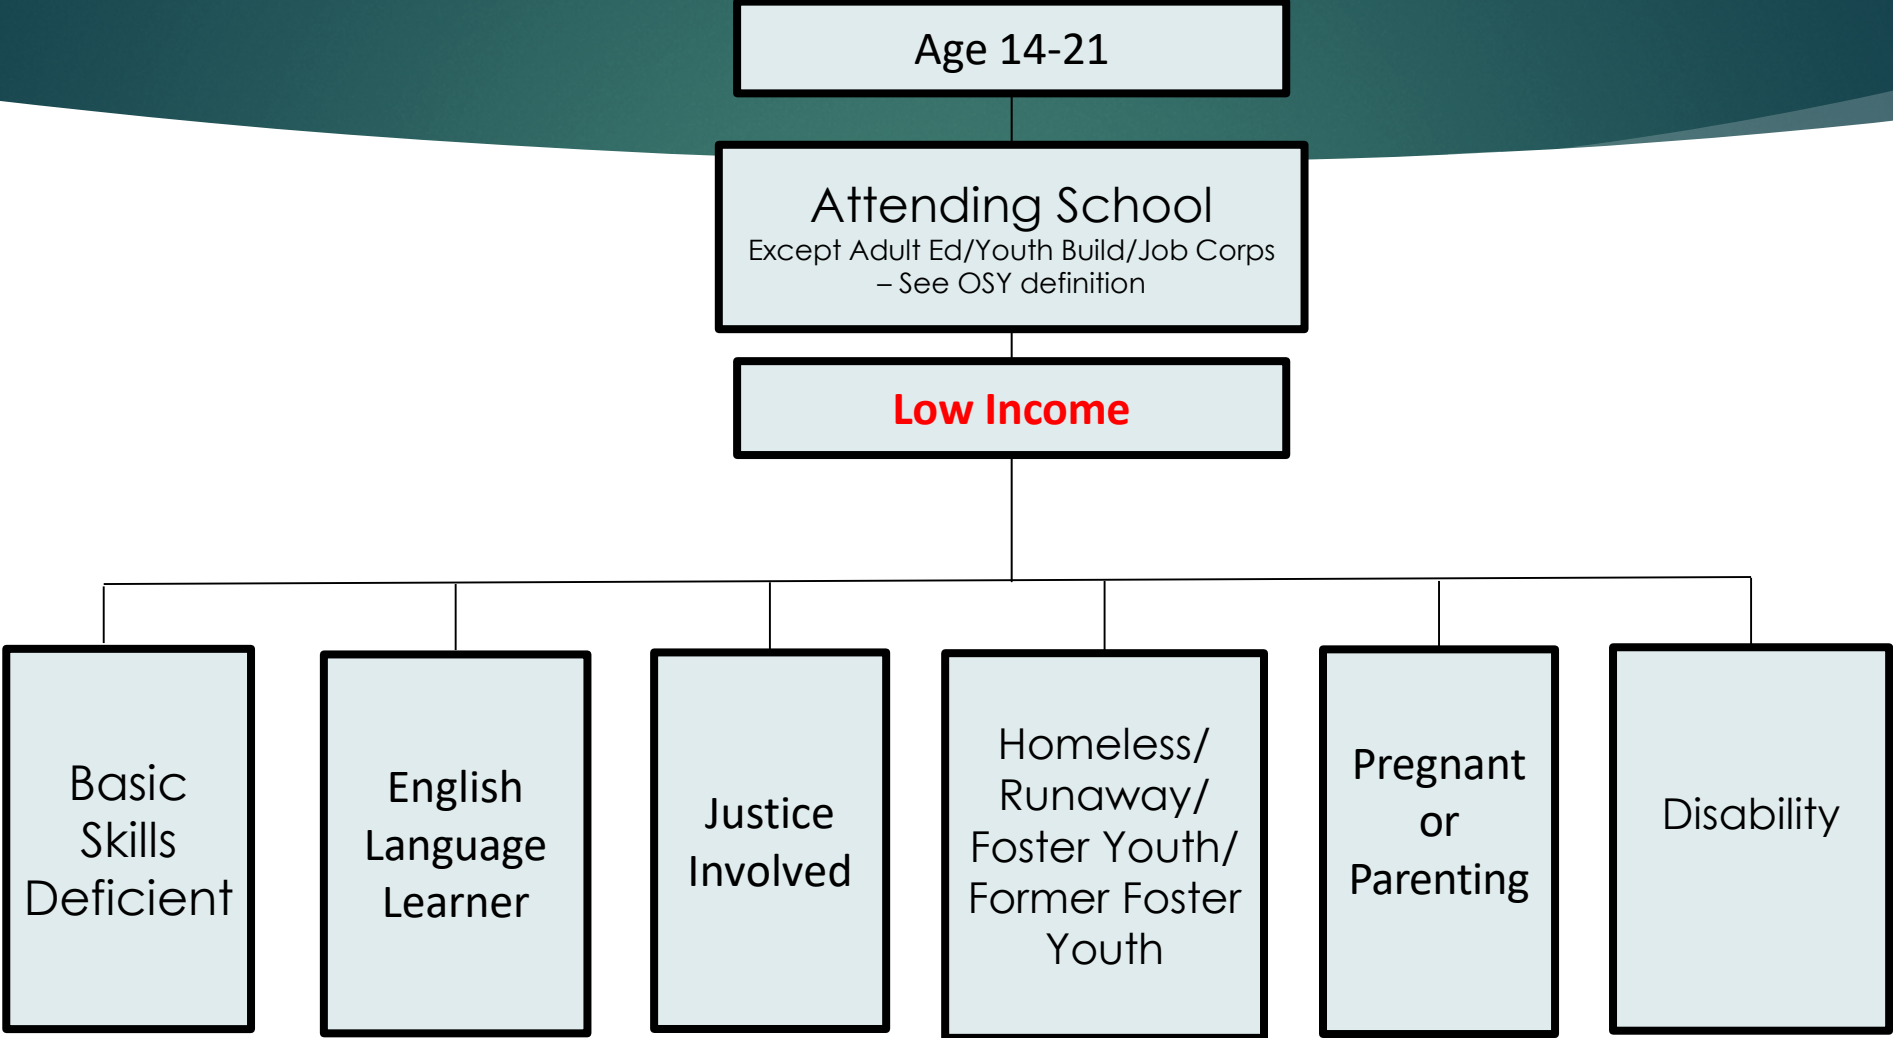 Age 14-21
Attending School
Except Adult Ed/Youth Build/Job Corps
– See OSY definition
Low Income
Basic
Skills
Deficient
English
Language
Learner
Justice
Involved
Homeless/
Runaway/
Foster Youth/
Former Foster
Youth
Pregnant
or
Parenting
Disability